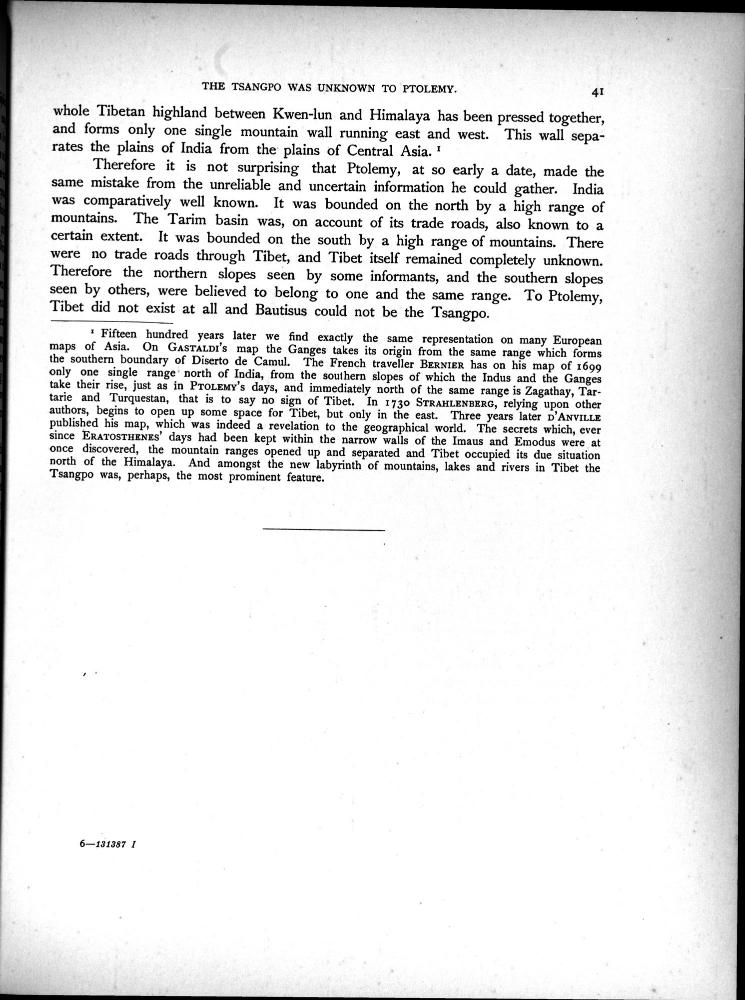 THE TSANGPO WAS UNKNOWN TO PTOLEMY. 41
whole Tibetan highland between Kwen-lun and Himalaya has been pressed together,
and forms only one single mountain wall running east and west. This wall sepa-
rates the plains of India from the plains of Central Asia. ¹
Therefore it is not surprising that Ptolemy, at so early a date, made the
same mistake from the unreliable and uncertain information he could gather. India
was comparatively well known. It was bounded on the north by a high range of
mountains. The Tarim basin was, on account of its trade roads, also known to a
certain extent. It was bounded on the south by a high range of mountains. There
were no trade roads through Tibet, and Tibet itself remained completely unknown.
Therefore the northern slopes seen by some informants, and the southern slopes
seen by others, were believed to belong to one and the same range. To Ptolemy,
Tibet did not exist at all and Bautisus could not be the Tsangpo.
¹ Fifteen hundred years later we find exactly the same representation on many European
maps of Asia. On GASTALDI'S map the Ganges takes its origin from the same range which forms
the southern boundary of Diserto de Camul. The French traveller BERNIER has on his map of 1699
only one single range north of India, from the southern slopes of which the Indus and the Ganges
take their rise, just as in PTOLEMY'S days, and immediately north of the same range is Zagathay, Tar-
tarie and Turquestan, that is to say no sign of Tibet. In 1730 STRAHLENBERG, relying upon other
authors, begins to open up some space for Tibet, but only in the east. Three years later D'ANVILLE
published his map, which was indeed a revelation to the geographical world. The secrets which, ever
since ERATOSTHENES' days had been kept within the narrow walls of the Imaus and Emodus were at
once discovered, the mountain ranges opened up and separated and Tibet occupied its due situation
north of the Himalaya. And amongst the new labyrinth of mountains, lakes and rivers in Tibet the
Tsangpo was, perhaps, the most prominent feature.
6—131387 I